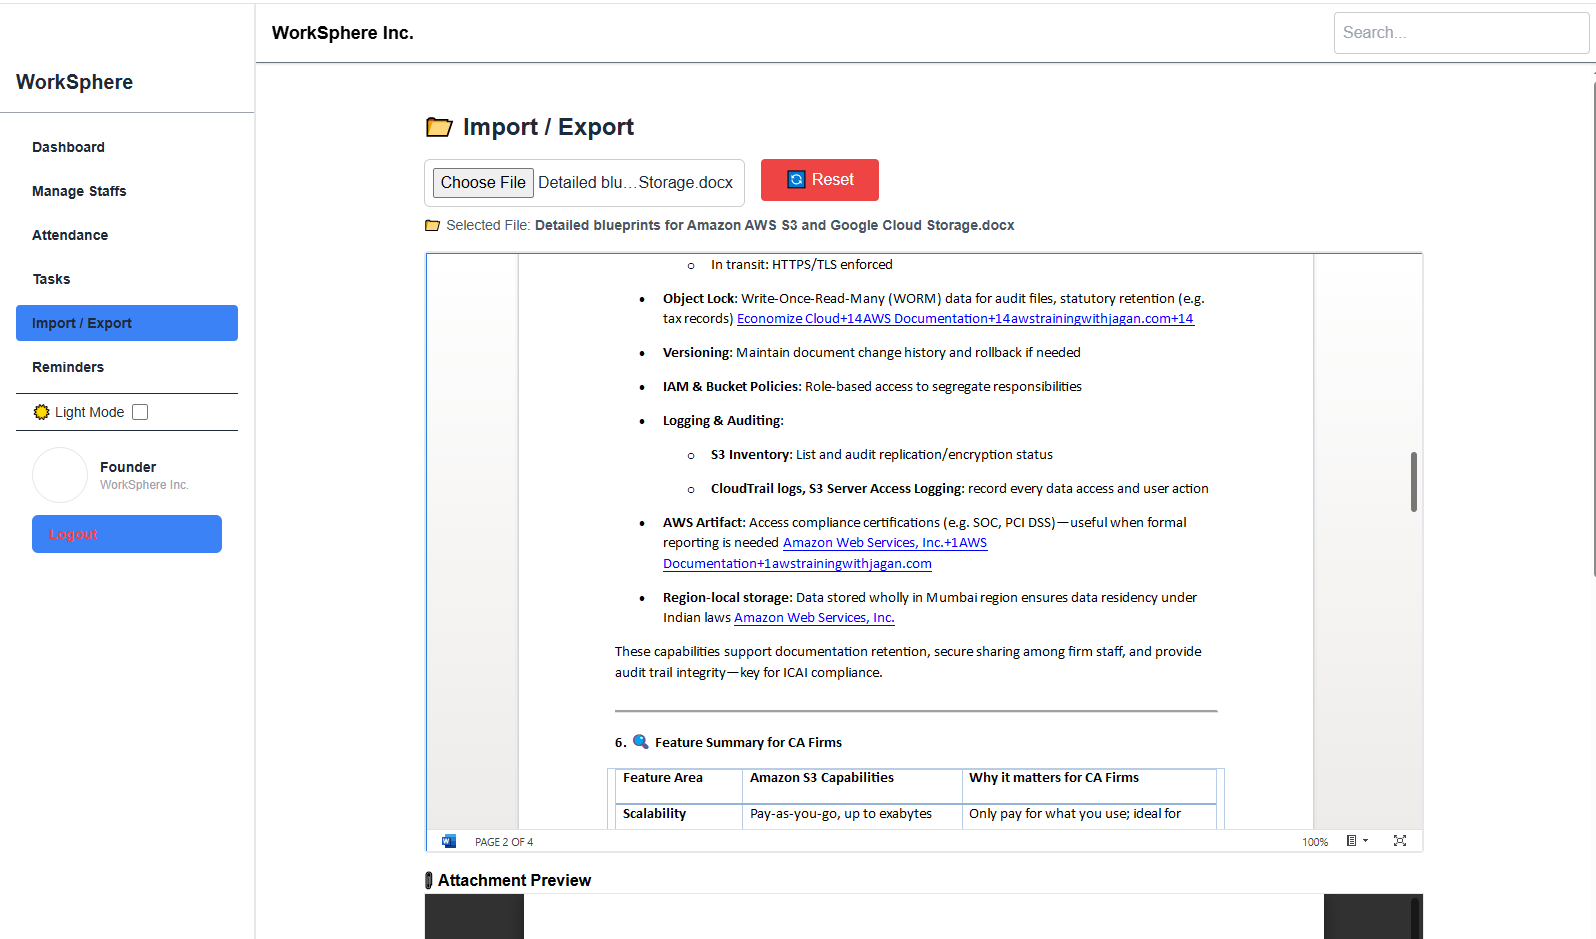 WorkSphere Inc.
Search...
WorkSphere
Dashboard
Manage Staffs
Attendance
Tasks
Import / Export
Reminders
Light Mode
Founder
WorkSphere Inc.
Logout
Import / Export
Choose File Detailed blu...Storage.docx
Reset
Selected File: Detailed blueprints for Amazon AWS S3 and Google Cloud Storage.docx
o In transit: HTTPS/TLS enforced
• Object Lock: Write-Once-Read-Many (WORM) data for audit files, statutory retention (e.g.
tax records) Economize Cloud+14AWS Documentation+14awstrainingwithjagan.com+14
• Versioning: Maintain document change history and rollback if needed
• IAM & Bucket Policies: Role-based access to segregate responsibilities
• Logging & Auditing:
o S3 Inventory: List and audit replication/encryption status
o CloudTrail logs, S3 Server Access Logging: record every data access and user action
• AWS Artifact: Access compliance certifications (e.g. SOC, PCI DSS)—useful when formal
reporting is needed Amazon Web Services, Inc.+1AWS
Documentation+1awstrainingwithjagan.com
• Region-local storage: Data stored wholly in Mumbai region ensures data residency under
Indian laws Amazon Web Services, Inc.
These capabilities support documentation retention, secure sharing among firm staff, and provide
audit trail integrity—key for ICAI compliance.
6. Feature Summary for CA Firms
Feature Area Amazon S3 Capabilities Why it matters for CA Firms
Scalability Pay-as-you-go, up to exabytes Only pay for what you use; ideal for
PAGE 2 OF 4
100%
Attachment Preview